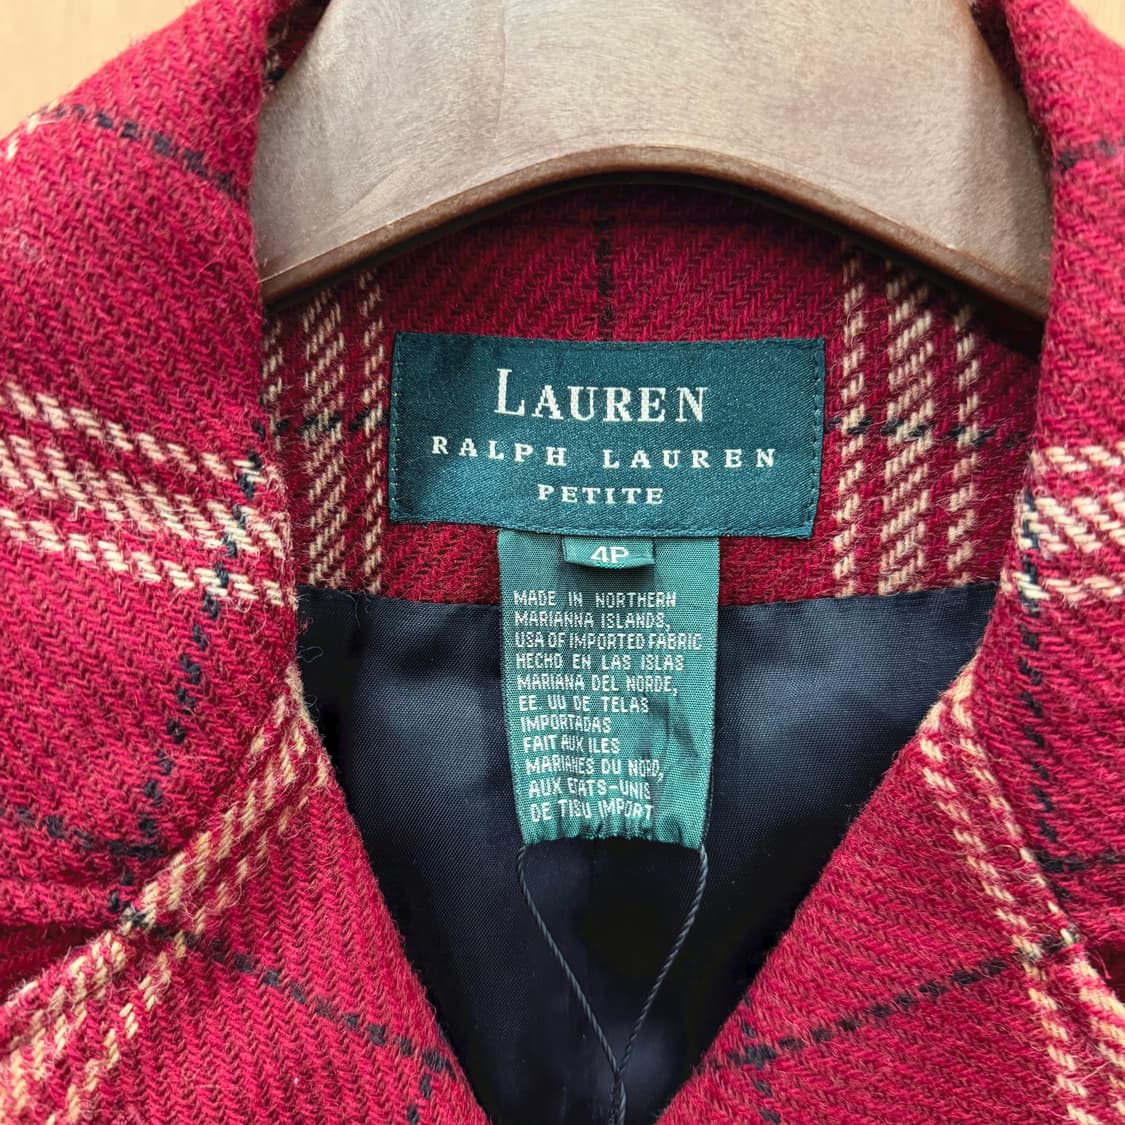 LAUREN
RALPH LAUREN
PETITE
4P
MADE IN NORTHERN
MARIANNA ISLANDS,
USA OF IMPORTED FABRIC
HECHO EN LAS ISLAS
MARIANA DEL NORDE,
EE. UU DE TELAS
IMPORTADAS
FAIT AUX ILES
MARIANES DU NORD,
AUX ETATS-UNIS
DE TISU IMPORT